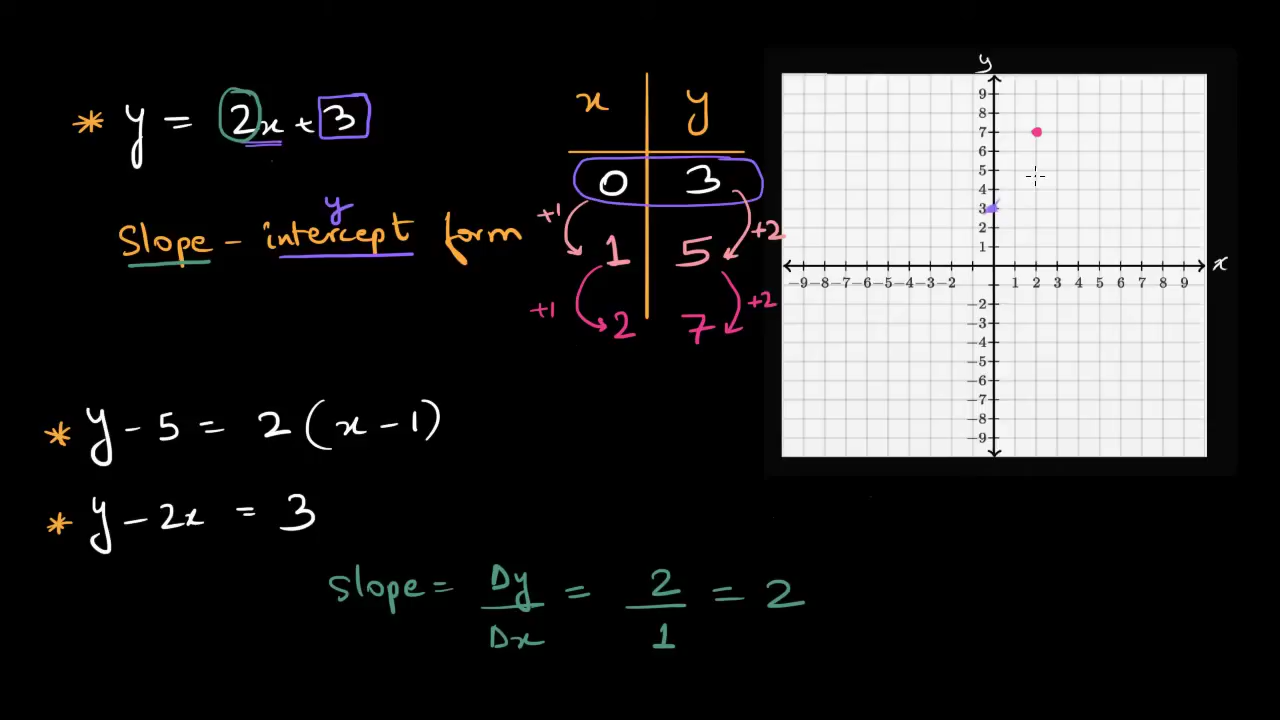 * y = 2x + 3
y
Slope - intercept form
x y
0 3
+1 +2
1 5
+1 +2
2 7
* y - 5 = 2 (x - 1)
* y - 2x = 3
Slope = Δy/Δx = 2/1 = 2
y
9
8
7
6
5
4
3
2
1
x
-9 -8 -7 -6 -5 -4 -3 -2 1 2 3 4 5 6 7 8 9
-2
-3
-4
-5
-6
-7
-8
-9